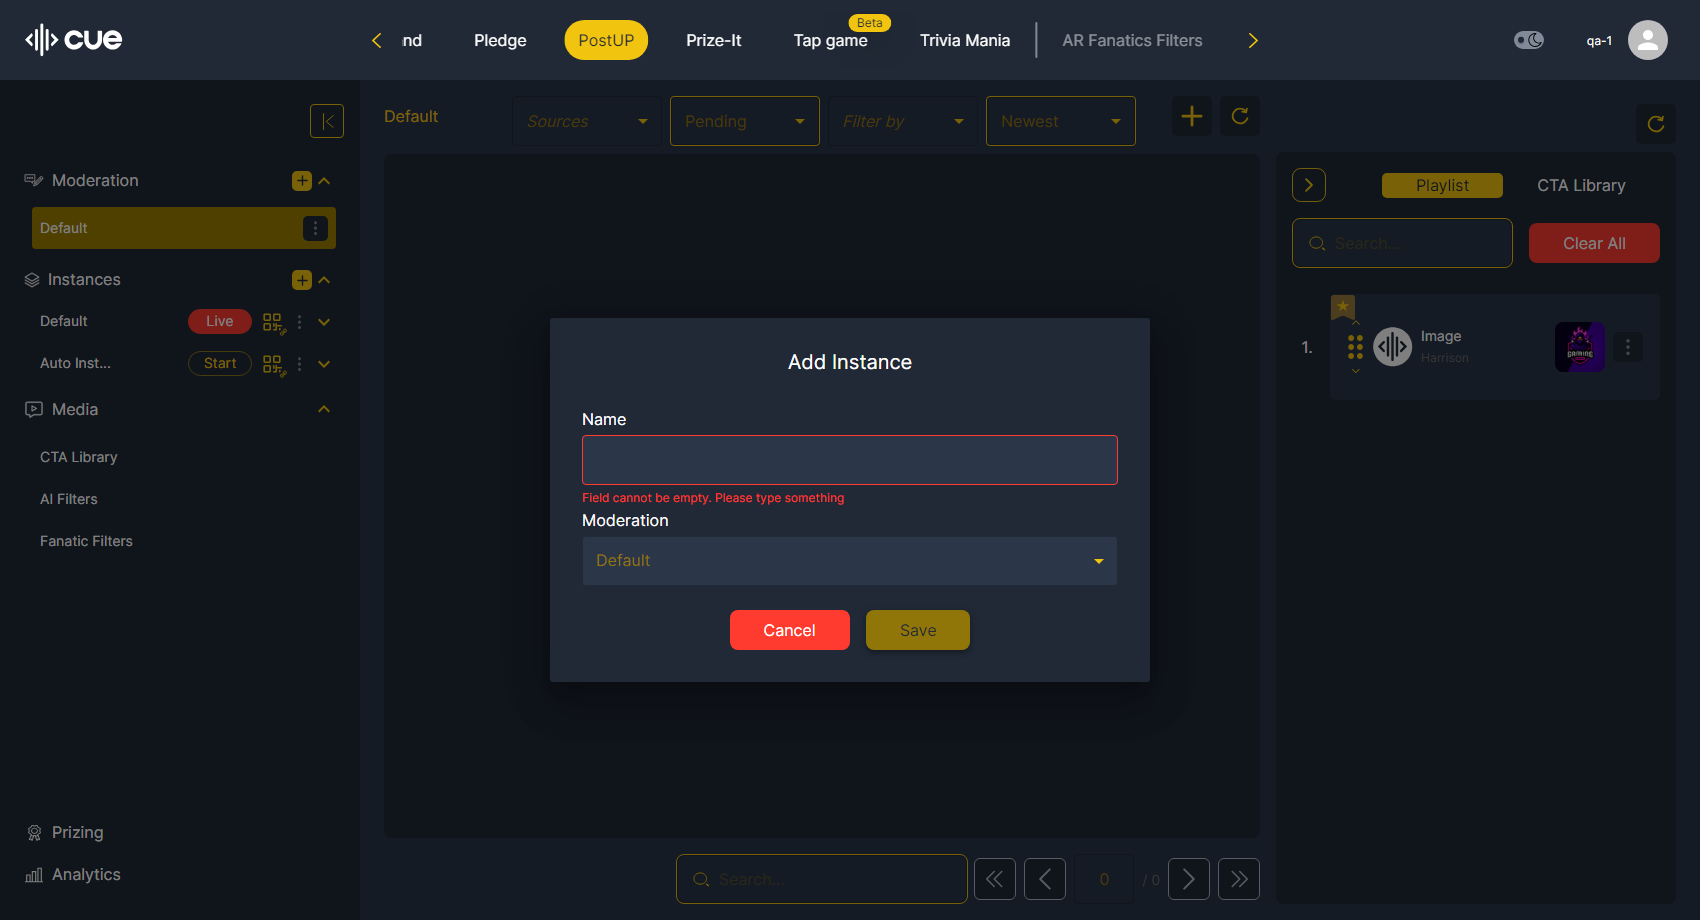 cue
nd
Pledge
PostUP
Prize-It
Tap game
Beta
Trivia Mania
AR Fanatics Filters
qa-1
Moderation
Default
Instances
Default
Live
Auto Inst...
Start
Media
CTA Library
AI Filters
Fanatic Filters
Prizing
Analytics
Default
Sources
Pending
Filter by
Newest
Add Instance
Name
Field cannot be empty. Please type something
Moderation
Default
Cancel
Save
Search...
0
/ 0
Playlist
CTA Library
Search...
Clear All
1.
Image
Harrison
GAMING